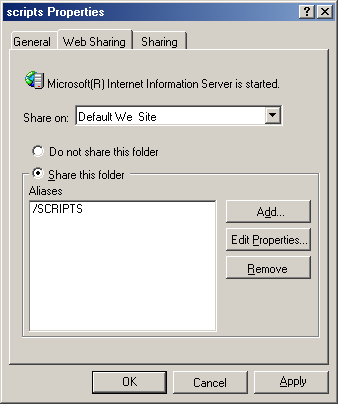 scripts Properties
General Web Sharing Sharing
Microsoft(R) Internet Information Server is started.
Share on: Default We Site
Do not share this folder
Share this folder
Aliases
/SCRIPTS
Add...
Edit Properties...
Remove
OK Cancel Apply